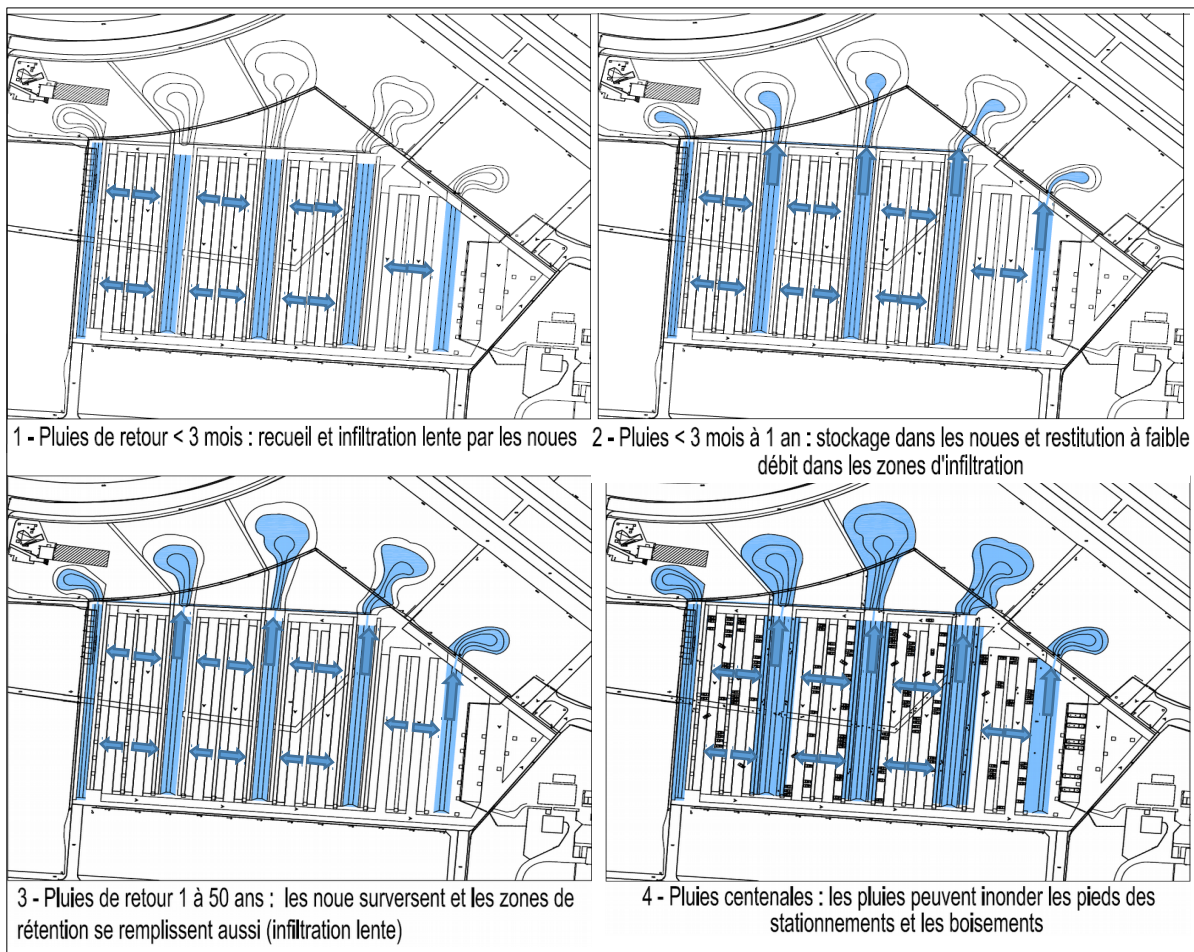 1 - Pluies de retour < 3 mois : recueil et infiltration lente par les noues
2 - Pluies < 3 mois à 1 an : stockage dans les noues et restitution à faible
débit dans les zones d'infiltration
3 - Pluies de retour 1 à 50 ans : les noue surversent et les zones de
rétention se remplissent aussi (infiltration lente)
4 - Pluies centenales : les pluies peuvent inonder les pieds des
stationnements et les boisements